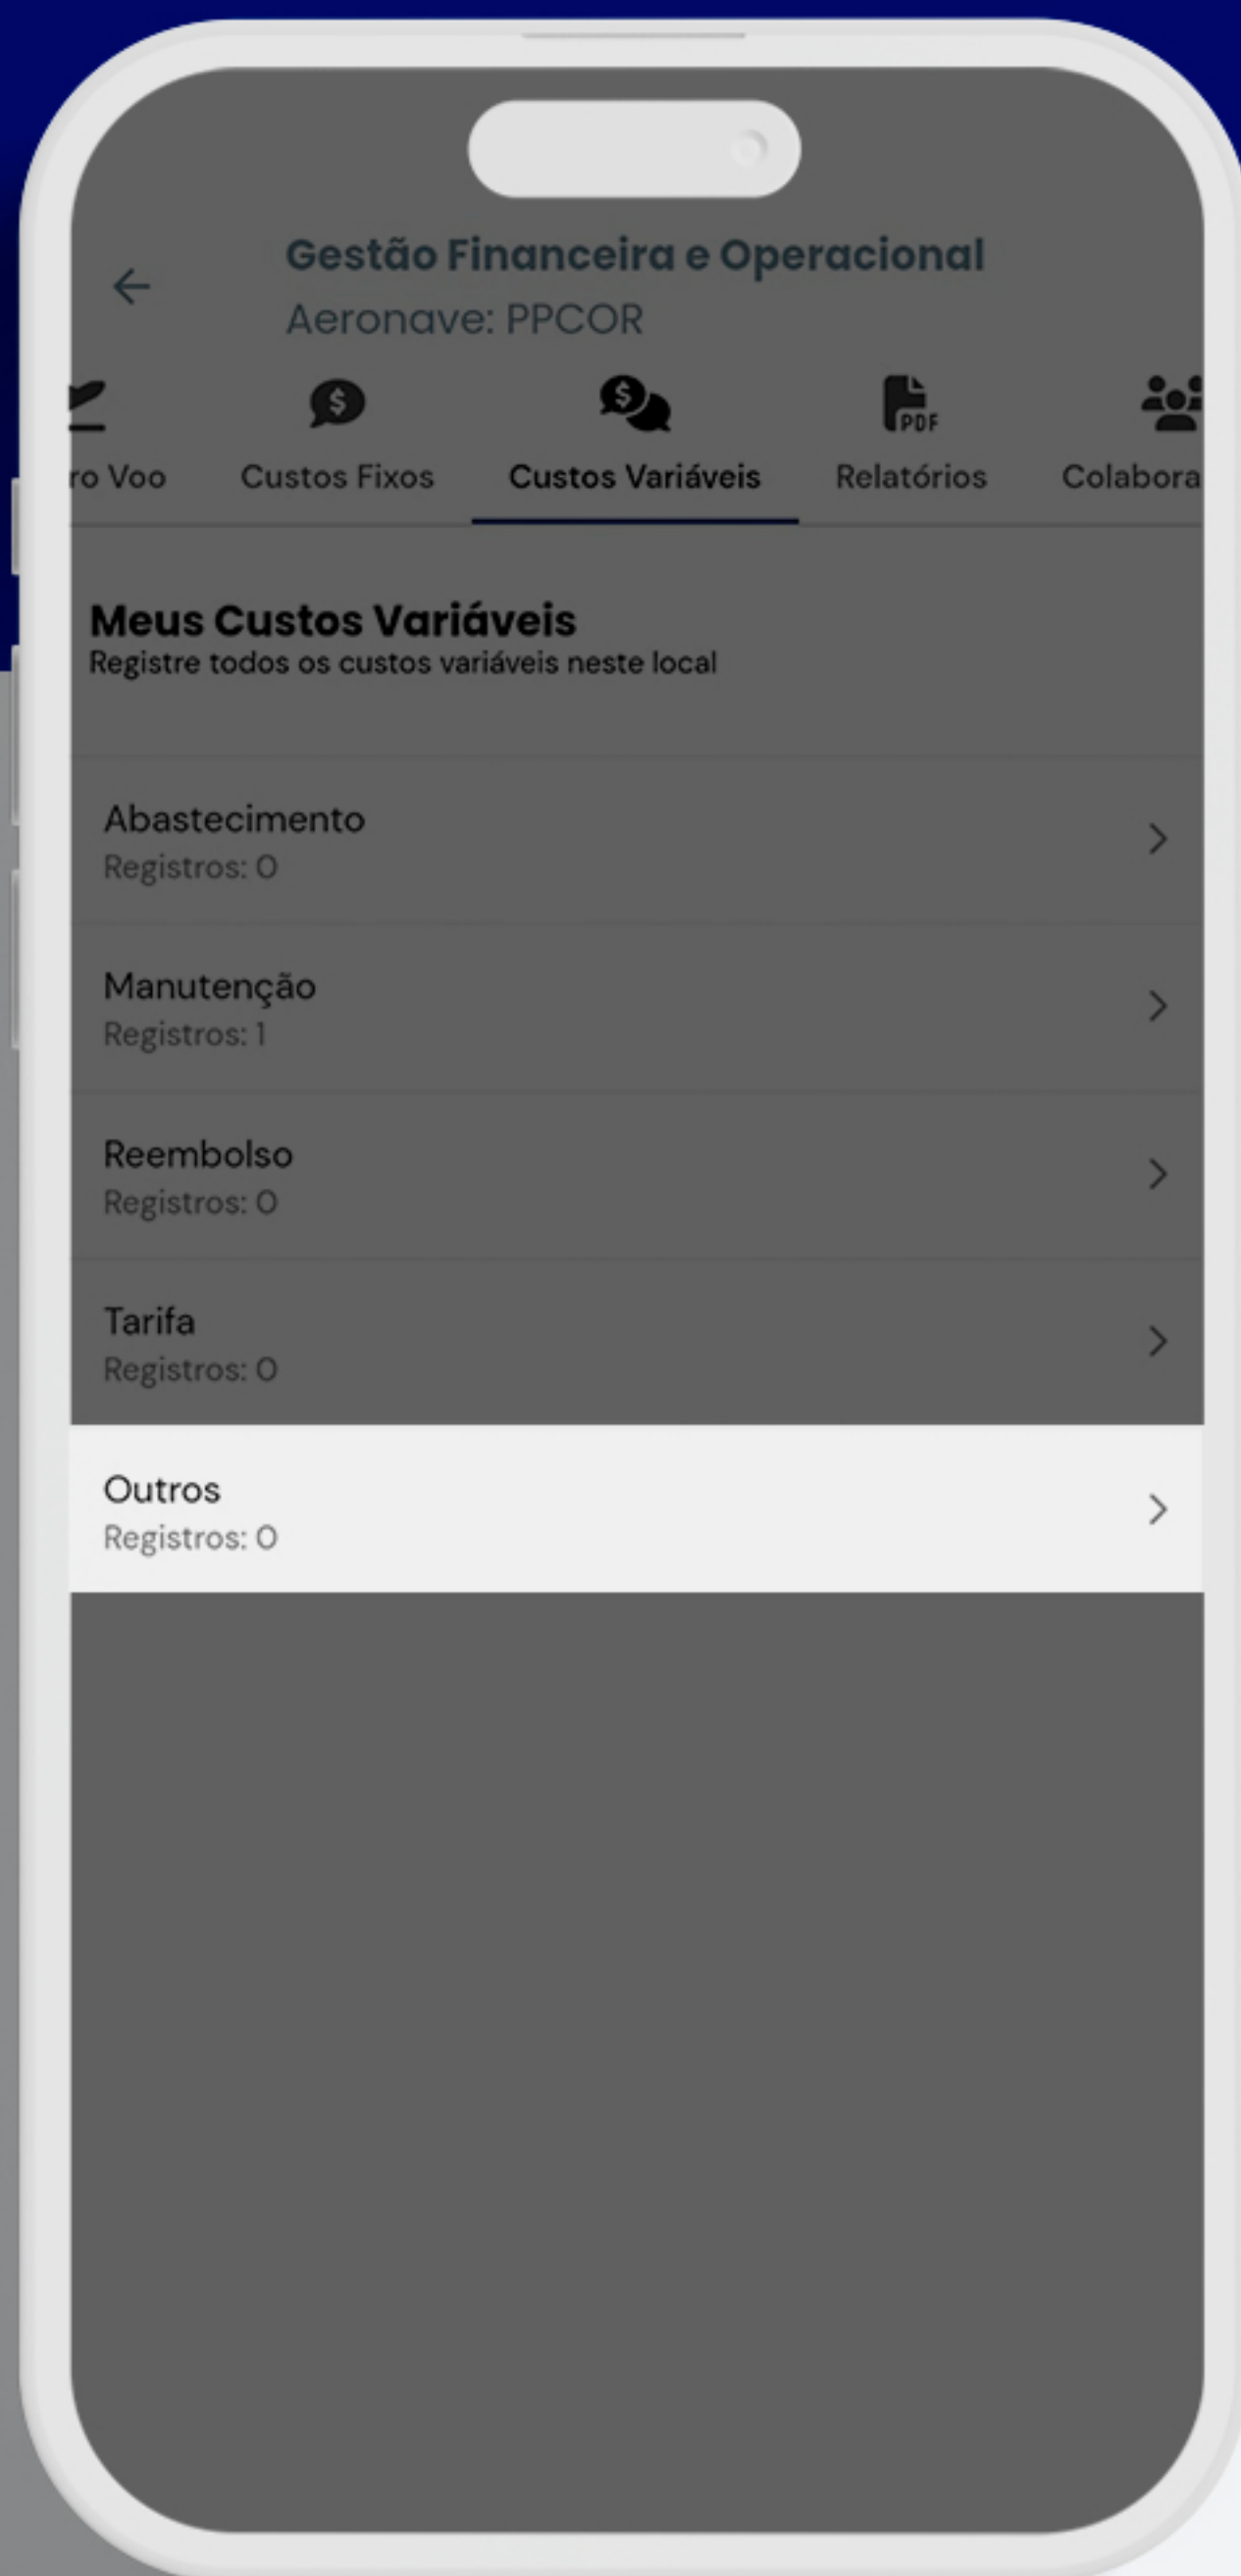 Gestão Financeira e Operacional
Aeronave: PPCOR
$
$
PDF
ro Voo
Custos Fixos
Custos Variáveis
Relatórios
Colabora
Meus Custos Variáveis
Registre todos os custos variáveis neste local
Abastecimento
Registros: 0
Manutenção
Registros: 1
Reembolso
Registros: 0
Tarifa
Registros: 0
Outros
Registros: 0